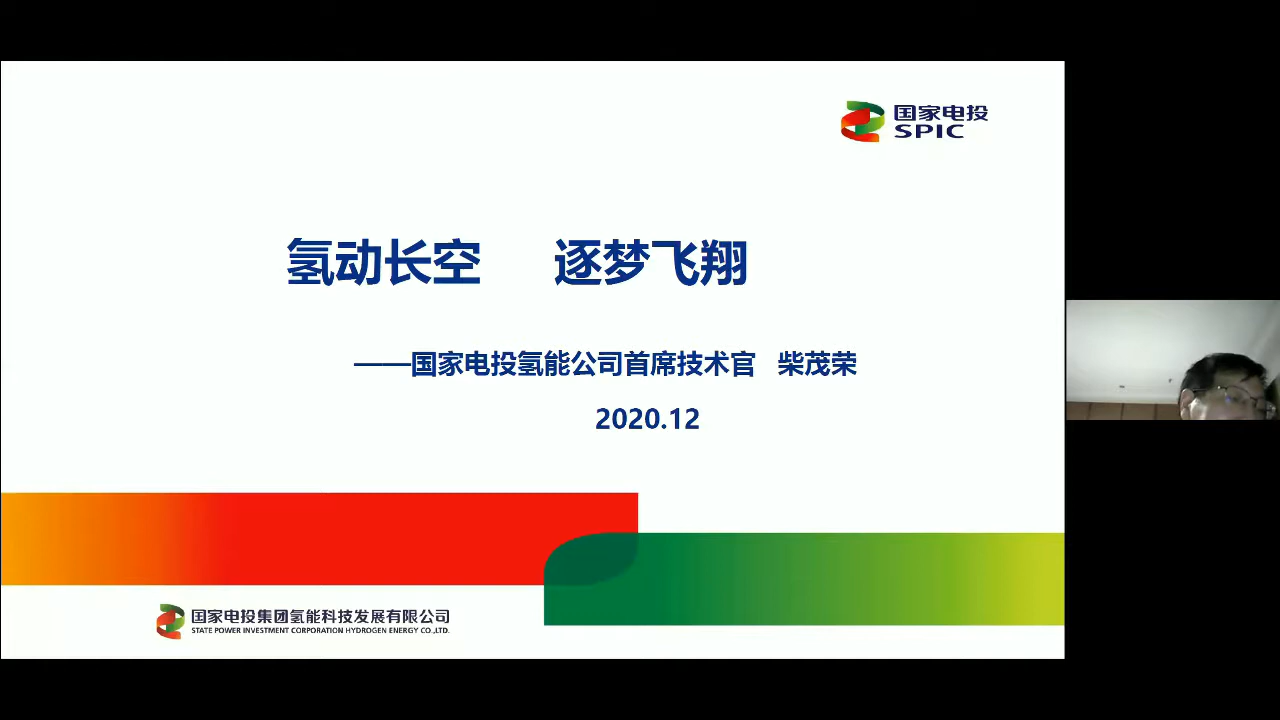 国家电投
SPIC
氢动长空 逐梦飞翔
——国家电投氢能公司首席技术官 柴茂荣
2020.12
国家电投集团氢能科技发展有限公司
STATE POWER INVESTMENT CORPORATION HYDROGEN ENERGY CO.,LTD.